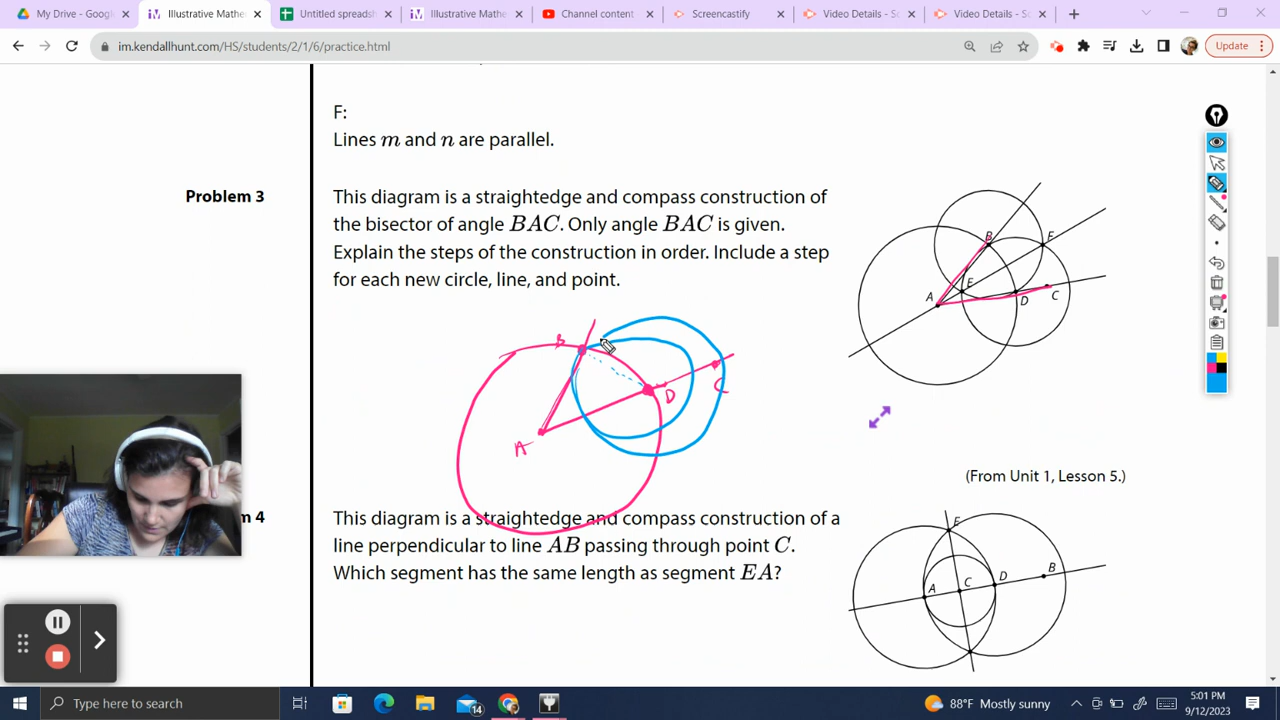 My Drive - Googl
Illustrative Mathe
Untitled spreadsh
Illustrative Mathe
Channel content
Screencastify
Video Details - Sc
Video Details - Sc
im.kendallhunt.com/HS/students/2/1/6/practice.html
Update
F:
Lines m and n are parallel.
Problem 3
This diagram is a straightedge and compass construction of
the bisector of angle BAC. Only angle BAC is given.
Explain the steps of the construction in order. Include a step
for each new circle, line, and point.
B
F
A
E
D
C
B
D
C
A
(From Unit 1, Lesson 5.)
m 4
This diagram is a straightedge and compass construction of a
line perpendicular to line AB passing through point C.
Which segment has the same length as segment EA?
E
A
C
D
B
Type here to search
14
88°F Mostly sunny
5:01 PM
9/12/2023